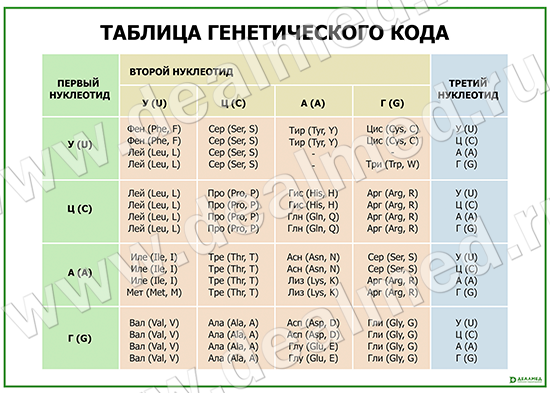 ТАБЛИЦА ГЕНЕТИЧЕСКОГО КОДА
ПЕРВЫЙ НУКЛЕОТИД ВТОРОЙ НУКЛЕОТИД ТРЕТИЙ НУКЛЕОТИД
У (U) Ц (C) А (A) Г (G)
У (U)
Фен (Phe, F) Сер (Ser, S) Тир (Tyr, Y) Цис (Cys, C) У (U)
Фен (Phe, F) Сер (Ser, S) Тир (Tyr, Y) Цис (Cys, C) Ц (C)
Лей (Leu, L) Сер (Ser, S) - - А (A)
Лей (Leu, L) Сер (Ser, S) - Три (Trp, W) Г (G)
Ц (C)
Лей (Leu, L) Про (Pro, P) Гис (His, H) Арг (Arg, R) У (U)
Лей (Leu, L) Про (Pro, P) Гис (His, H) Арг (Arg, R) Ц (C)
Лей (Leu, L) Про (Pro, P) Глн (Gln, Q) Арг (Arg, R) А (A)
Лей (Leu, L) Про (Pro, P) Глн (Gln, Q) Арг (Arg, R) Г (G)
А (A)
Иле (Ile, I) Тре (Thr, T) Асн (Asn, N) Сер (Ser, S) У (U)
Иле (Ile, I) Тре (Thr, T) Асн (Asn, N) Сер (Ser, S) Ц (C)
Иле (Ile, I) Тре (Thr, T) Лиз (Lys, K) Арг (Arg, R) А (A)
Мет (Met, M) Тре (Thr, T) Лиз (Lys, K) Арг (Arg, R) Г (G)
Г (G)
Вал (Val, V) Ала (Ala, A) Асп (Asp, D) Гли (Gly, G) У (U)
Вал (Val, V) Ала (Ala, A) Асп (Asp, D) Гли (Gly, G) Ц (C)
Вал (Val, V) Ала (Ala, A) Глу (Glu, E) Гли (Gly, G) А (A)
Вал (Val, V) Ала (Ala, A) Глу (Glu, E) Гли (Gly, G) Г (G)
ДЕАЛМЕД
www.dealmed.ru
www.dealmed.ru